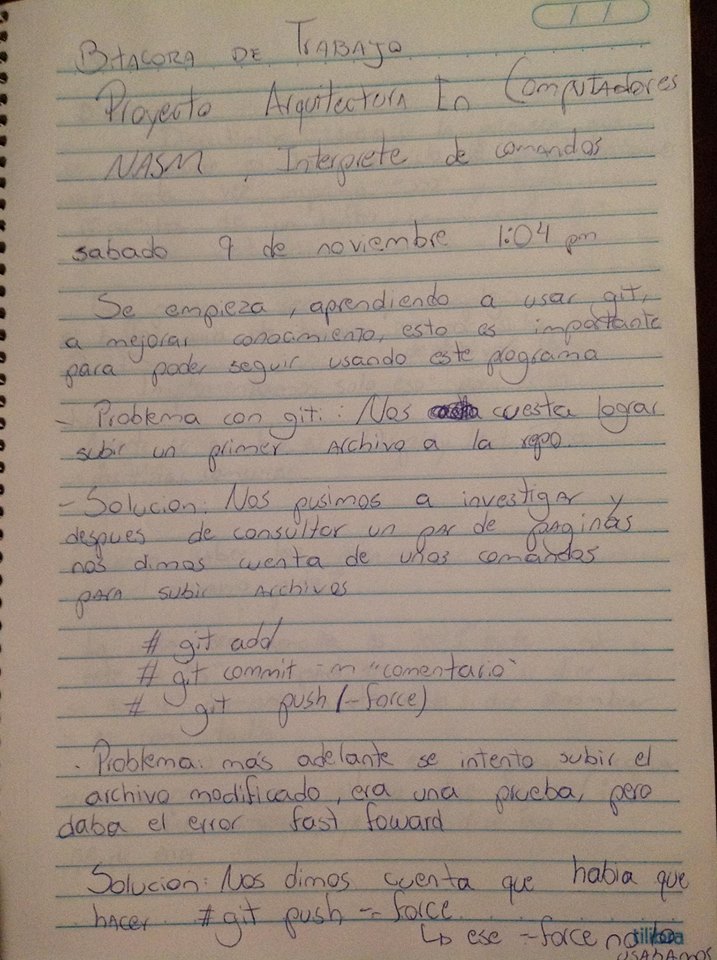 BITACORA DE TRABAJO
Proyecto Arquitectura En Computadores
NASM, Interprete de comandos
sabado 9 de noviembre 1:04 pm
Se empieza, aprendiendo a usar git,
a mejorar conocimiento, esto es importante
para poder seguir usando este programa
- Problema con git: Nos cuesta lograr
subir un primer archivo a la repo.
- Solucion: Nos pusimos a investigar y
despues de consultar un par de paginas
nos dimos cuenta de unos comandos
para subir archivos
# git add
# git commit -m "comentario"
# git push (-force)
- Problema: más adelante se intento subir el
archivo modificado, era una prueba, pero
daba el error fast foward
Solucion: Nos dimos cuenta que habia que
hacer #git push -- force
↳ ese -force no lo
usabamos
tilibra